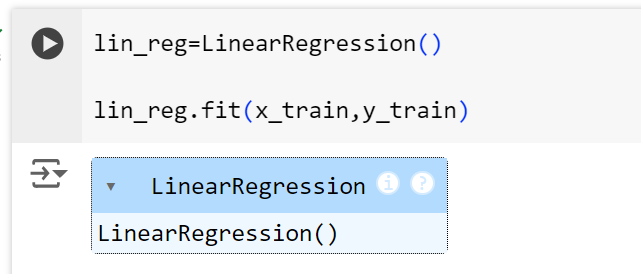 lin_reg=LinearRegression()
lin_reg.fit(x_train,y_train)
LinearRegression i ?
LinearRegression()